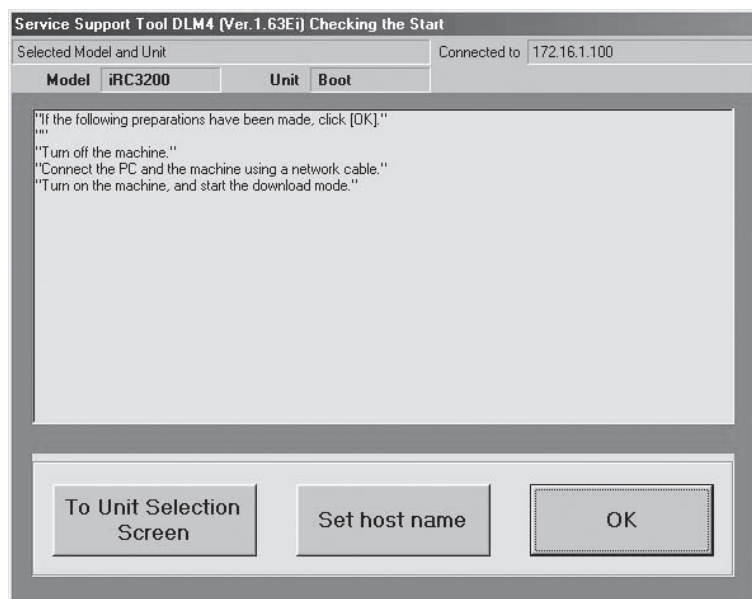 Service Support Tool DLM4 (Ver.1.63Ei) Checking the Start
Selected Model and Unit
Connected to 172.16.1.100
Model iRC3200 Unit Boot
"If the following preparations have been made, click [OK]."
""
"Turn off the machine."
"Connect the PC and the machine using a network cable."
"Turn on the machine, and start the download mode."
To Unit Selection
Screen
Set host name
OK